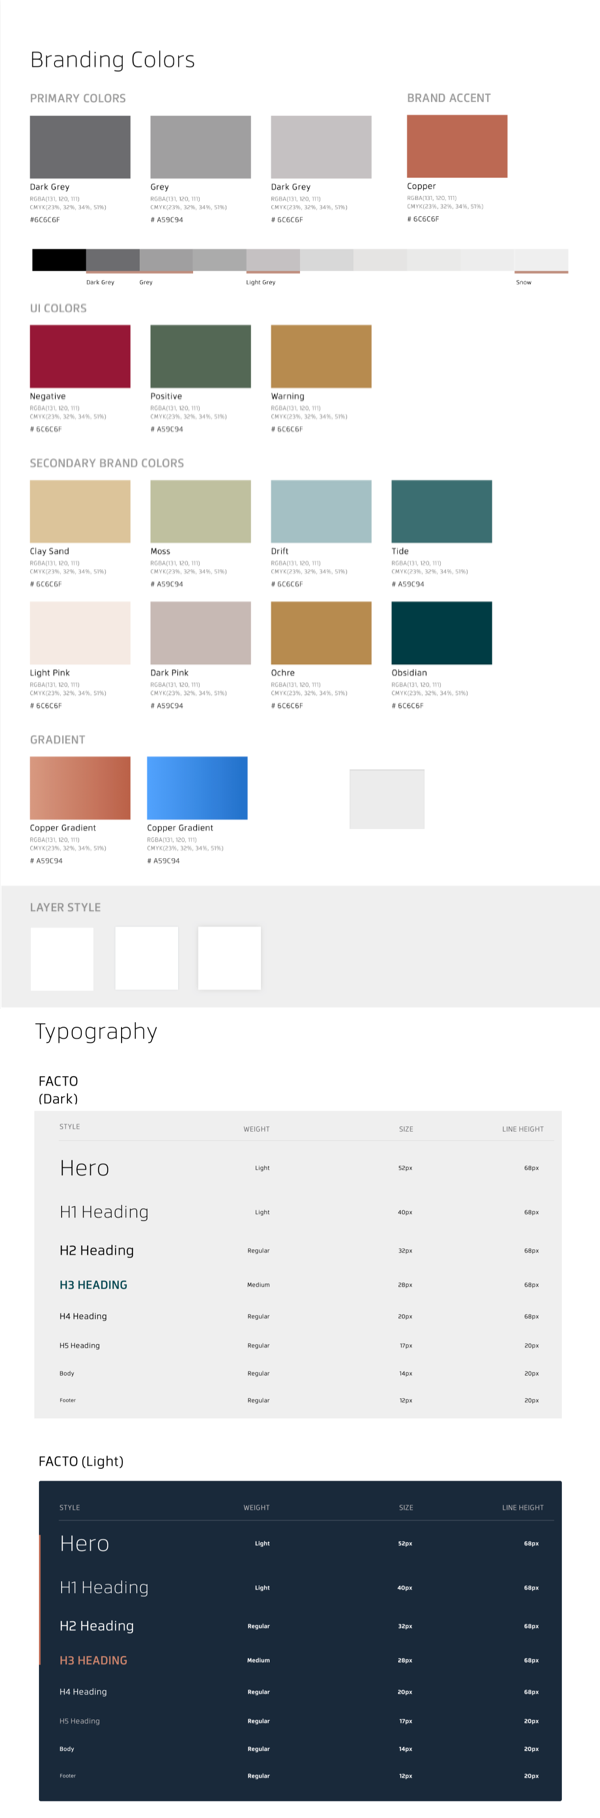 Branding Colors
PRIMARY COLORS
BRAND ACCENT
Dark Grey
RGBA(131, 120, 111)
CMYK(23%, 32%, 34%, 51%)
#6C6C6F
Grey
RGBA(131, 120, 111)
CMYK(23%, 32%, 34%, 51%)
# A59C94
Dark Grey
RGBA(131, 120, 111)
CMYK(23%, 32%, 34%, 51%)
# 6C6C6F
Copper
RGBA(131, 120, 111)
CMYK(23%, 32%, 34%, 51%)
# 6C6C6F
Dark Grey Grey Light Grey Snow
UI COLORS
Negative
RGBA(131, 120, 111)
CMYK(23%, 32%, 34%, 51%)
# 6C6C6F
Positive
RGBA(131, 120, 111)
CMYK(23%, 32%, 34%, 51%)
# A59C94
Warning
RGBA(131, 120, 111)
CMYK(23%, 32%, 34%, 51%)
# 6C6C6F
SECONDARY BRAND COLORS
Clay Sand
RGBA(131, 120, 111)
CMYK(23%, 32%, 34%, 51%)
# 6C6C6F
Moss
RGBA(131, 120, 111)
CMYK(23%, 32%, 34%, 51%)
# A59C94
Drift
RGBA(131, 120, 111)
CMYK(23%, 32%, 34%, 51%)
# 6C6C6F
Tide
RGBA(131, 120, 111)
CMYK(23%, 32%, 34%, 51%)
# A59C94
Light Pink
RGBA(131, 120, 111)
CMYK(23%, 32%, 34%, 51%)
# 6C6C6F
Dark Pink
RGBA(131, 120, 111)
CMYK(23%, 32%, 34%, 51%)
# A59C94
Ochre
RGBA(131, 120, 111)
CMYK(23%, 32%, 34%, 51%)
# 6C6C6F
Obsidian
RGBA(131, 120, 111)
CMYK(23%, 32%, 34%, 51%)
# 6C6C6F
GRADIENT
Copper Gradient
RGBA(131, 120, 111)
CMYK(23%, 32%, 34%, 51%)
# A59C94
Copper Gradient
RGBA(131, 120, 111)
CMYK(23%, 32%, 34%, 51%)
# A59C94
LAYER STYLE
Typography
FACTO
(Dark)
STYLE WEIGHT SIZE LINE HEIGHT
Hero Light 52px 68px
H1 Heading Light 40px 68px
H2 Heading Regular 32px 68px
H3 HEADING Medium 28px 68px
H4 Heading Regular 20px 68px
H5 Heading Regular 17px 20px
Body Regular 14px 20px
Footer Regular 12px 20px
FACTO (Light)
STYLE WEIGHT SIZE LINE HEIGHT
Hero Light 52px 68px
H1 Heading Light 40px 68px
H2 Heading Regular 32px 68px
H3 HEADING Medium 28px 68px
H4 Heading Regular 20px 68px
H5 Heading Regular 17px 20px
Body Regular 14px 20px
Footer Regular 12px 20px